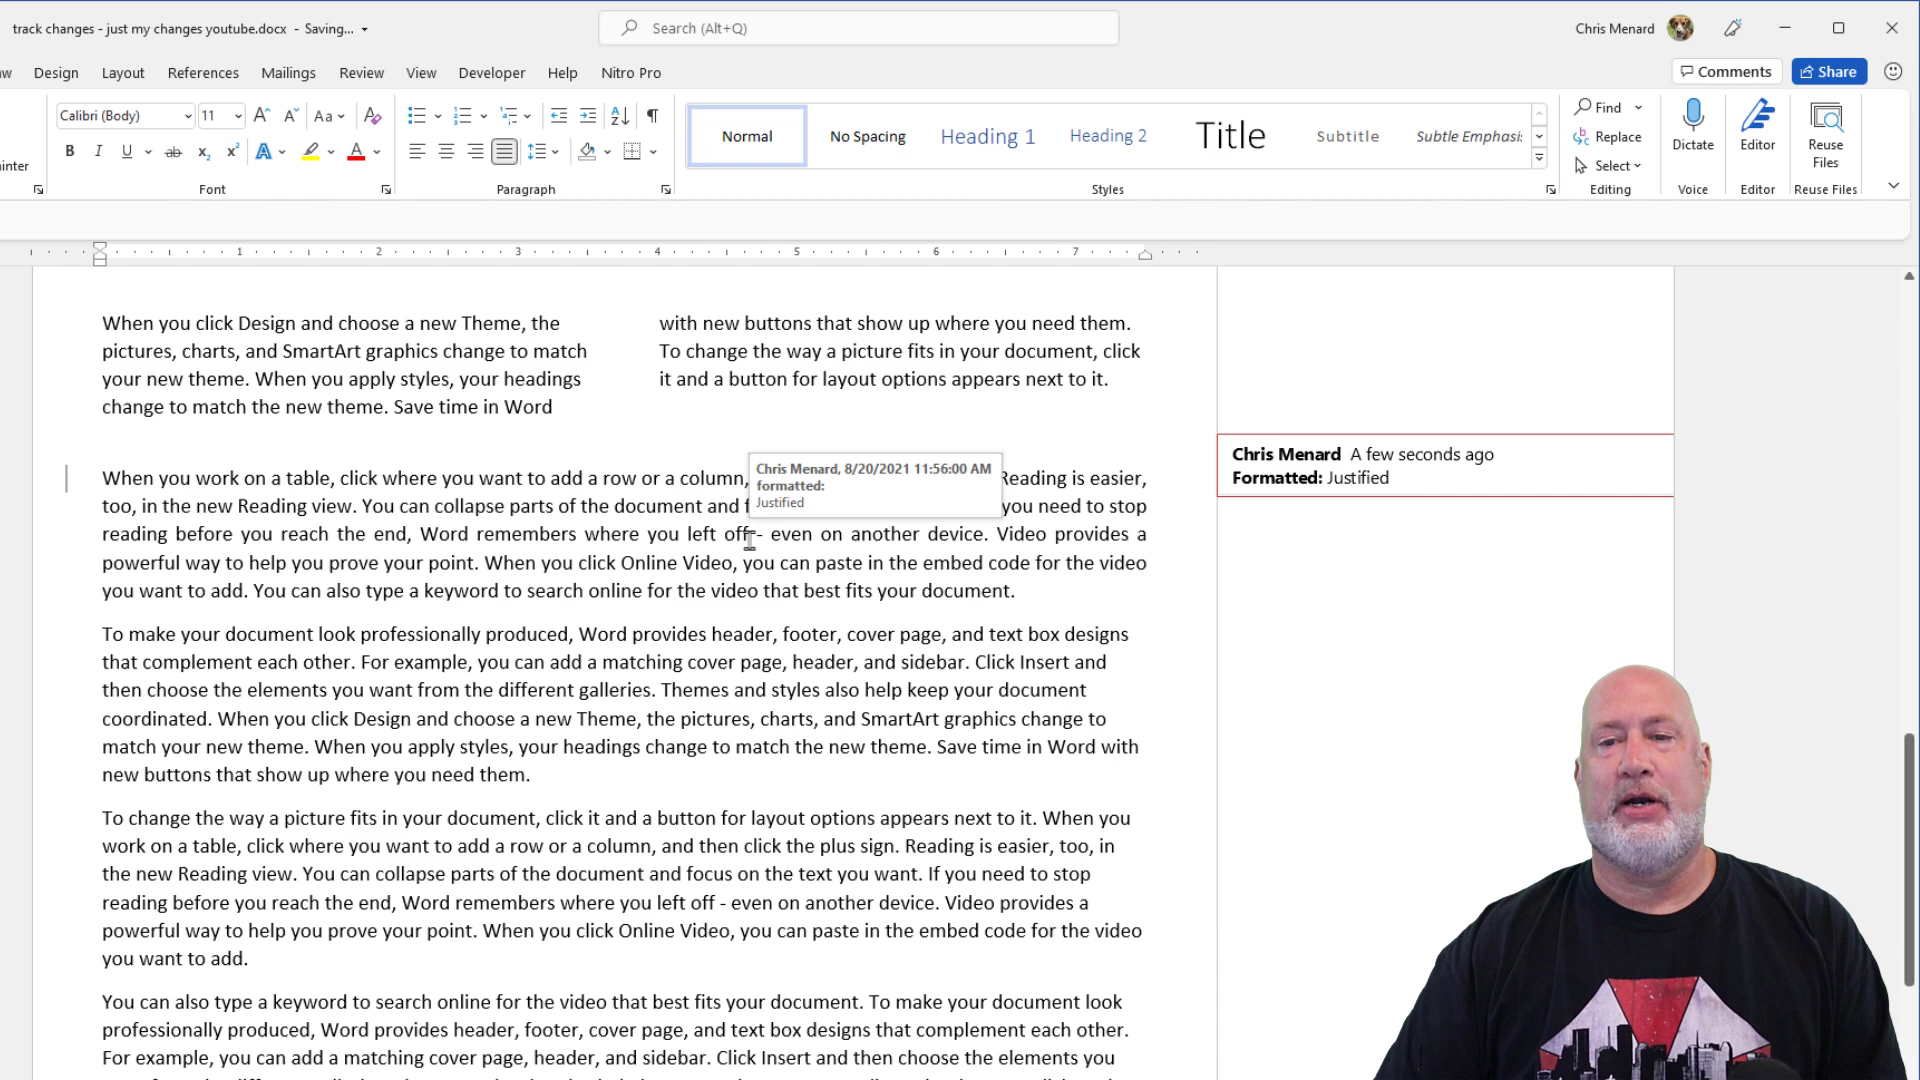 track changes - just my changes youtube.docx - Saving...
Search (Alt+Q)
Chris Menard
Design Layout References Mailings Review View Developer Help Nitro Pro
Comments Share
Calibri (Body) 11 Aa
Normal No Spacing Heading 1 Heading 2 Title Subtitle Subtle Emphasis
Find
Replace
Select
Dictate
Editor
Reuse
Files
B I U ab x₂ x² A A
Font Paragraph Styles Editing Voice Editor Reuse Files
1 2 3 4 5 6 7
When you click Design and choose a new Theme, the
pictures, charts, and SmartArt graphics change to match
your new theme. When you apply styles, your headings
change to match the new theme. Save time in Word
with new buttons that show up where you need them.
To change the way a picture fits in your document, click
it and a button for layout options appears next to it.
Chris Menard A few seconds ago
Formatted: Justified
Chris Menard, 8/20/2021 11:56:00 AM
formatted:
Justified
When you work on a table, click where you want to add a row or a column, Reading is easier,
too, in the new Reading view. You can collapse parts of the document and f you need to stop
reading before you reach the end, Word remembers where you left off - even on another device. Video provides a
powerful way to help you prove your point. When you click Online Video, you can paste in the embed code for the video
you want to add. You can also type a keyword to search online for the video that best fits your document.
To make your document look professionally produced, Word provides header, footer, cover page, and text box designs
that complement each other. For example, you can add a matching cover page, header, and sidebar. Click Insert and
then choose the elements you want from the different galleries. Themes and styles also help keep your document
coordinated. When you click Design and choose a new Theme, the pictures, charts, and SmartArt graphics change to
match your new theme. When you apply styles, your headings change to match the new theme. Save time in Word with
new buttons that show up where you need them.
To change the way a picture fits in your document, click it and a button for layout options appears next to it. When you
work on a table, click where you want to add a row or a column, and then click the plus sign. Reading is easier, too, in
the new Reading view. You can collapse parts of the document and focus on the text you want. If you need to stop
reading before you reach the end, Word remembers where you left off - even on another device. Video provides a
powerful way to help you prove your point. When you click Online Video, you can paste in the embed code for the video
you want to add.
You can also type a keyword to search online for the video that best fits your document. To make your document look
professionally produced, Word provides header, footer, cover page, and text box designs that complement each other.
For example, you can add a matching cover page, header, and sidebar. Click Insert and then choose the elements you